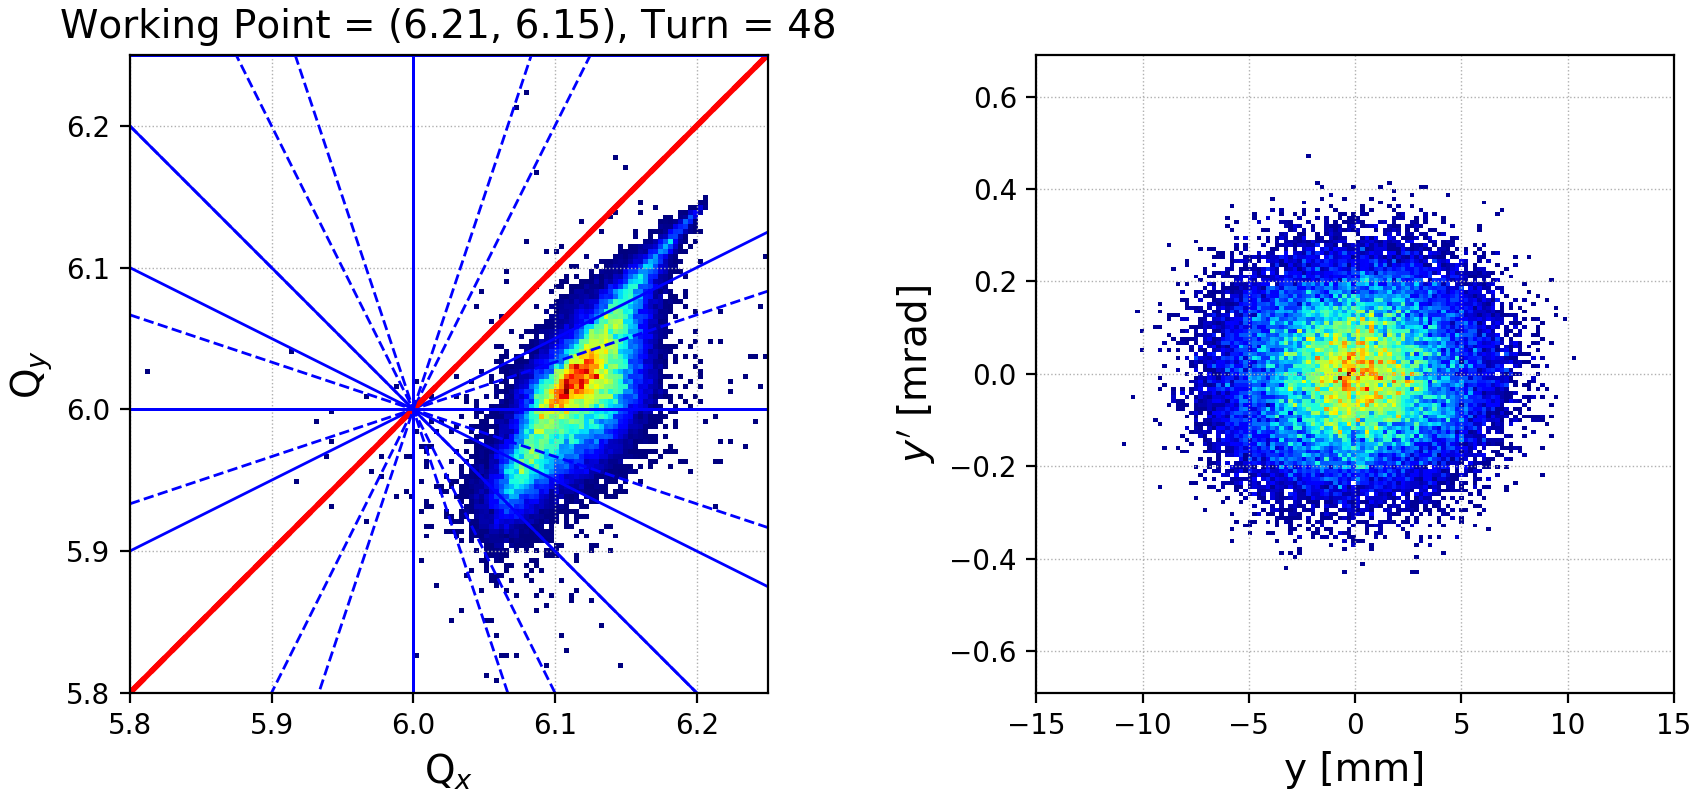 Working Point = (6.21, 6.15), Turn = 48
6.2
6.1
6.0
5.9
5.8
Q_y
5.8 5.9 6.0 6.1 6.2
Q_x
0.6
0.4
0.2
0.0
−0.2
−0.4
−0.6
y′ [mrad]
−15 −10 −5 0 5 10 15
y [mm]